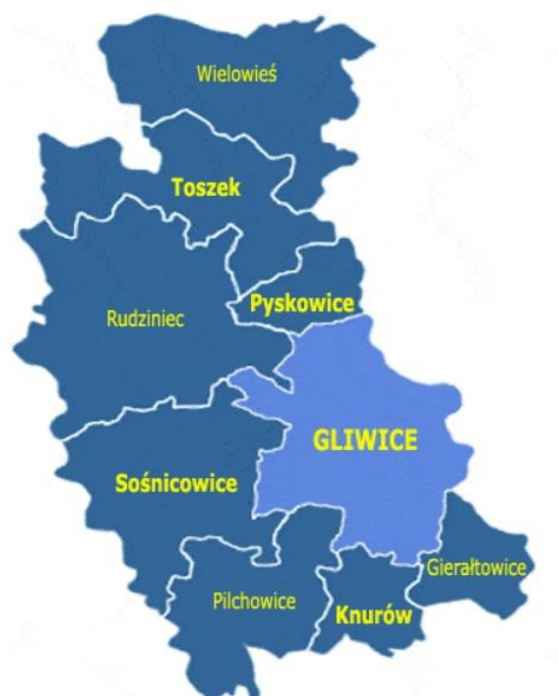 Wielowieś
Toszek
Pyskowice
Rudziniec
GLIWICE
Sośnicowice
Gierałtowice
Pilchowice
Knurów